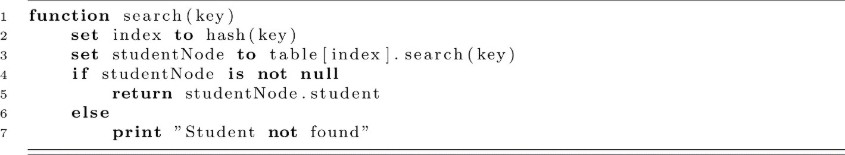 1 function search(key)
2 set index to hash(key)
3 set studentNode to table[index].search(key)
4 if studentNode is not null
5 return studentNode.student
6 else
7 print "Student not found"